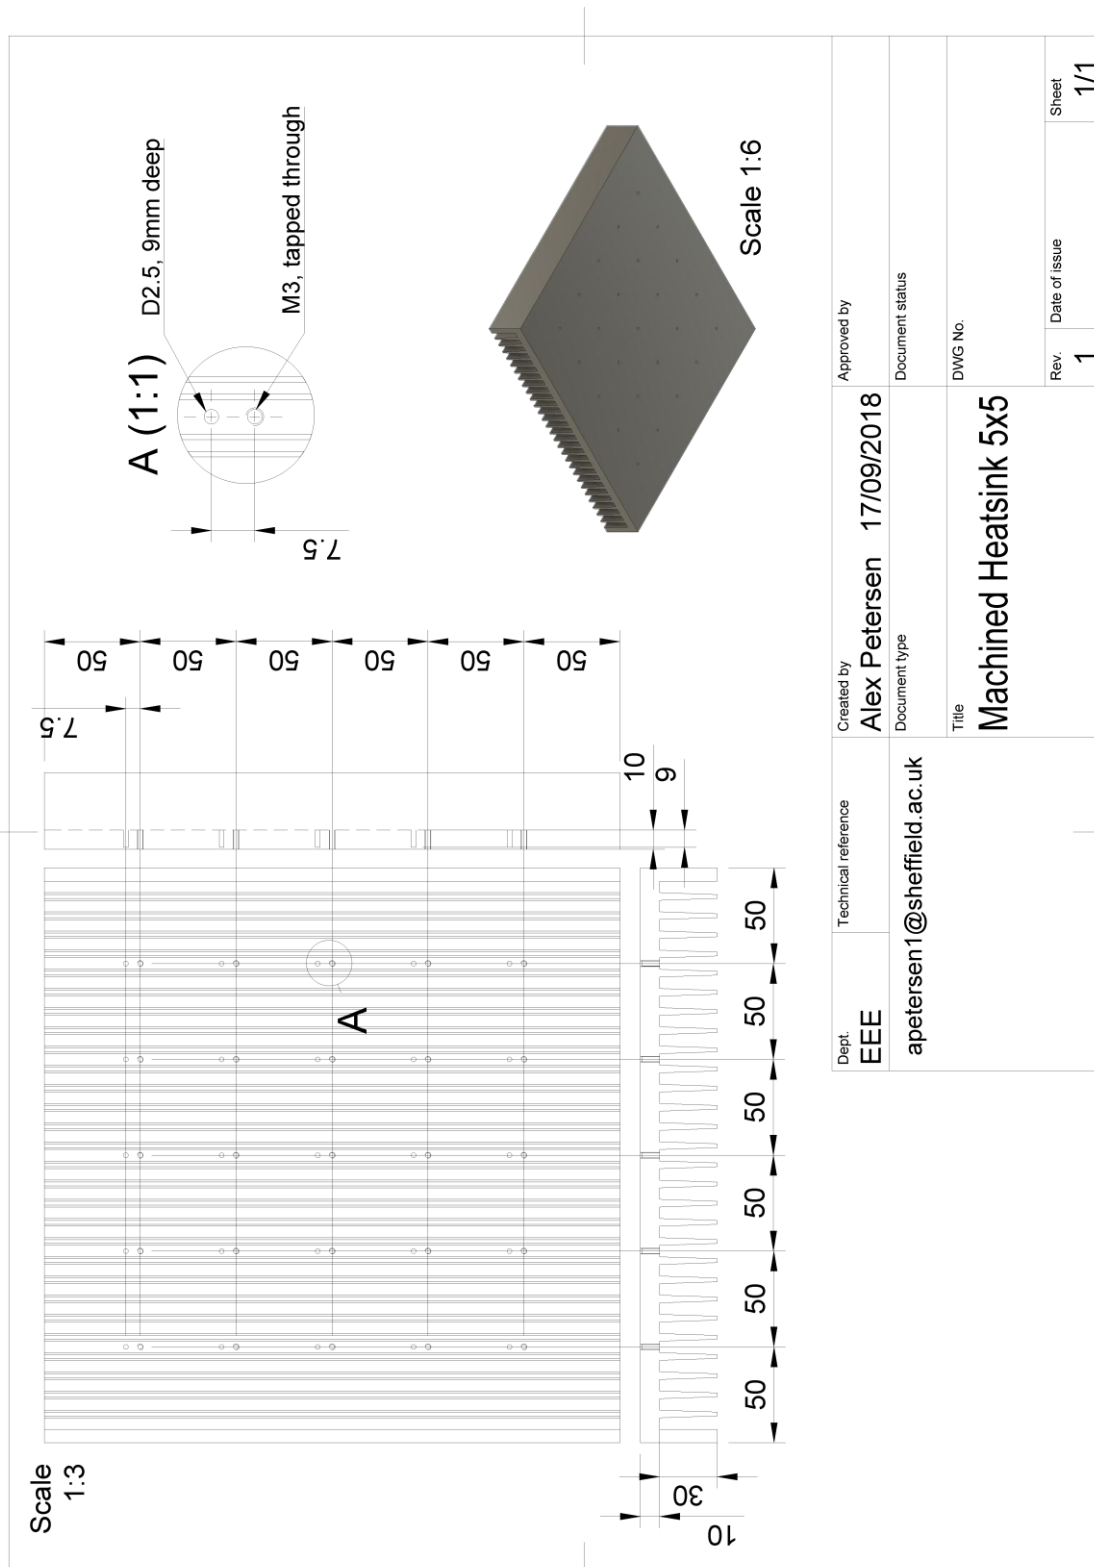 Scale
1:3
A
7.5
50
50
50
50
50
50
10
9
50
50
50
50
50
50
10
30
A (1:1)
D2.5, 9mm deep
M3, tapped through
7.5
Scale 1:6
Dept.
EEE
Technical reference
apetersen1@sheffield.ac.uk
Created by
Alex Petersen 17/09/2018
Approved by
Document type
Document status
Title
Machined Heatsink 5x5
DWG No.
Rev.
1
Date of issue
Sheet
1/1